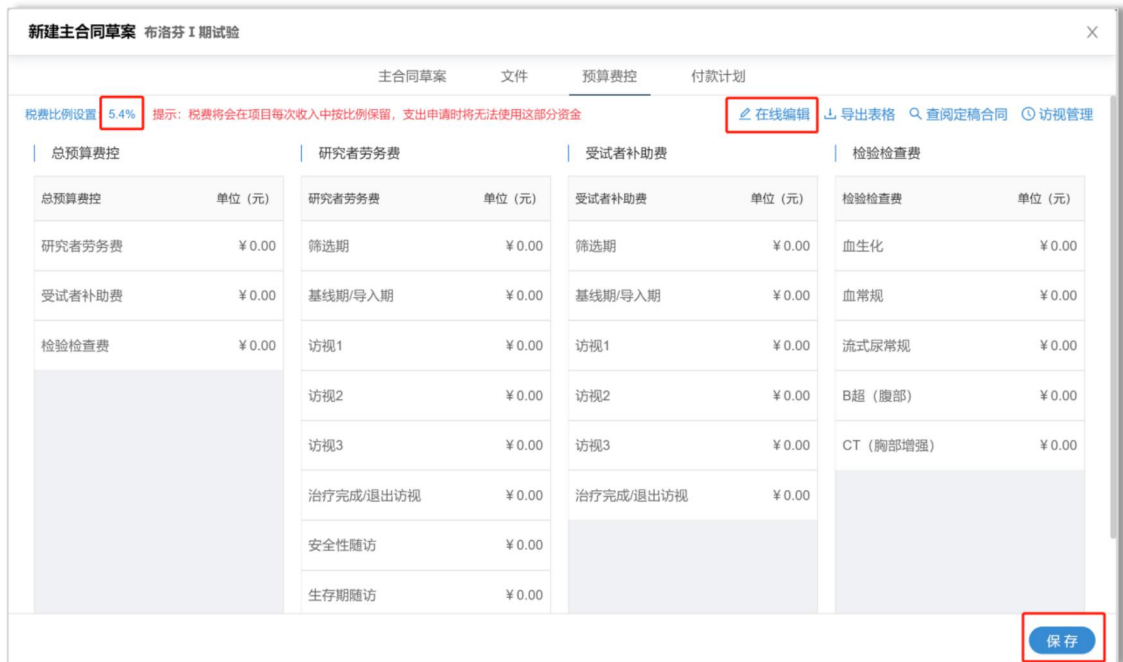 新建主合同草案 布洛芬 I 期试验
主合同草案 文件 预算费控 付款计划
税费比例设置: 5.4% 提示：税费将会在项目每次收入中按比例保留，支出申请时将无法使用这部分资金 在线编辑 导出表格 查阅定稿合同 访视管理
总预算费控 研究者劳务费 受试者补助费 检验检查费
总预算费控 单位（元） 研究者劳务费 单位（元） 受试者补助费 单位（元） 检验检查费 单位（元）
研究者劳务费 ¥0.00 筛选期 ¥0.00 筛选期 ¥0.00 血生化 ¥0.00
受试者补助费 ¥0.00 基线期/导入期 ¥0.00 基线期/导入期 ¥0.00 血常规 ¥0.00
检验检查费 ¥0.00 访视1 ¥0.00 访视1 ¥0.00 流式尿常规 ¥0.00
访视2 ¥0.00 访视2 ¥0.00 B超（腹部） ¥0.00
访视3 ¥0.00 访视3 ¥0.00 CT（胸部增强） ¥0.00
治疗完成/退出访视 ¥0.00 治疗完成/退出访视 ¥0.00
安全性随访 ¥0.00
生存期随访 ¥0.00
保存